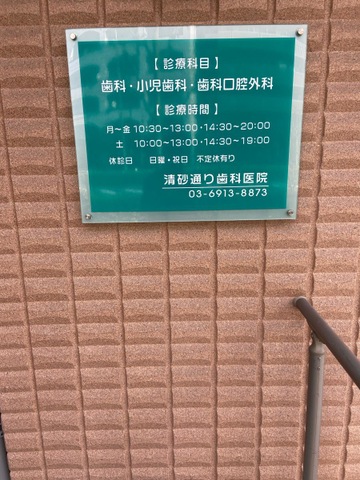 【 診療科目 】
歯科・小児歯科・歯科口腔外科
【 診療時間 】
月～金 10:30～13:00・14:30～20:00
土 10:00～13:00・14:30～19:00
休診日 日曜・祝日 不定休有り
清砂通り歯科医院
03-6913-8873